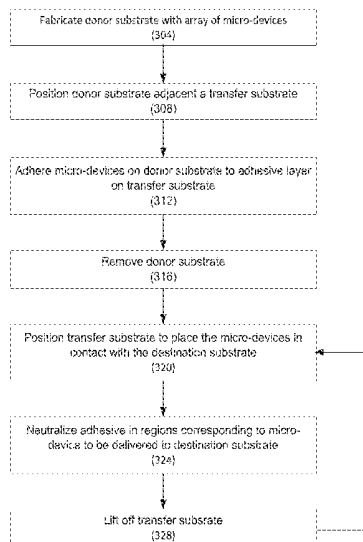 Fabricate donor substrate with array of micro-devices
(304)
Position donor substrate adjacent a transfer substrate
(308)
Adhere micro-devices on donor substrate to adhesive layer
on transfer substrate
(312)
Remove donor substrate
(316)
Position transfer substrate to place the micro-devices in
contact with the destination substrate
(320)
Neutralize adhesive in regions corresponding to micro-
device to be delivered to destination substrate
(324)
Lift off transfer subsrate
(328)